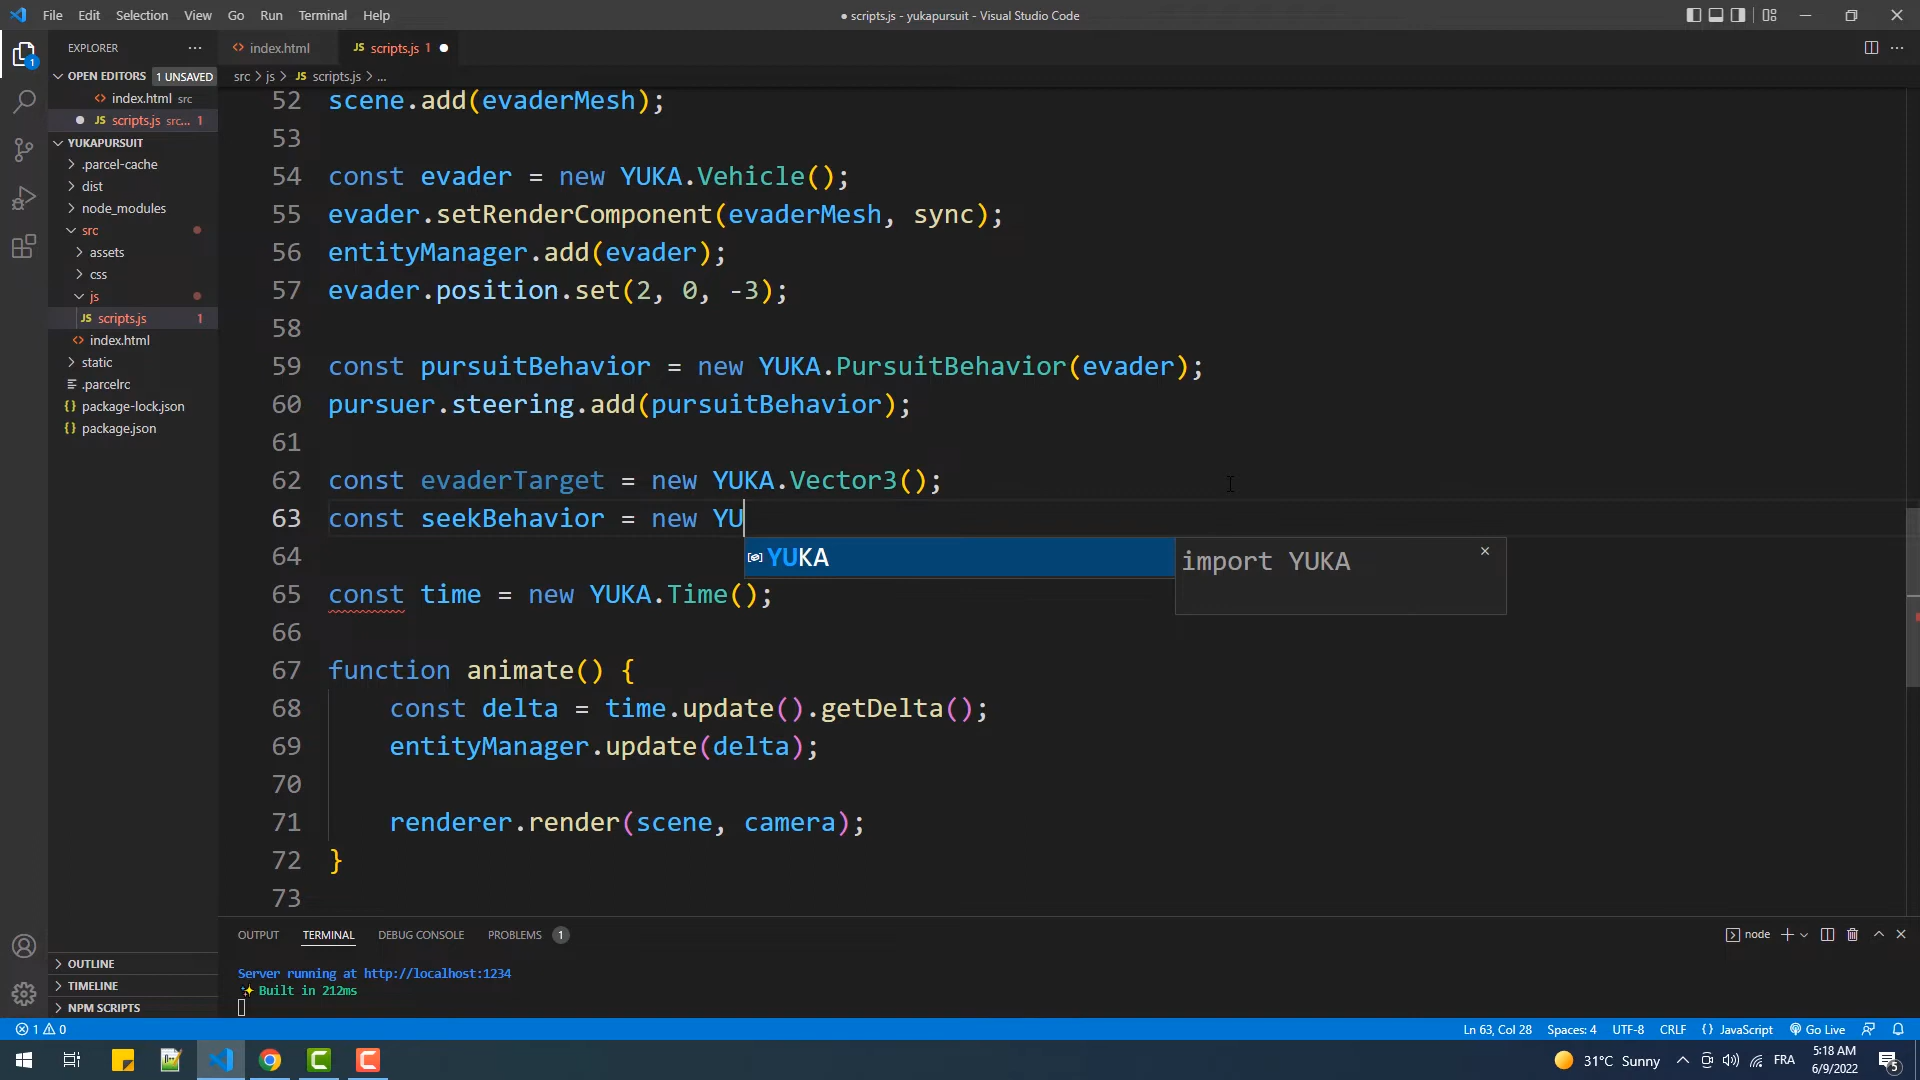 File Edit Selection View Go Run Terminal Help
● scripts.js - yukapursuit - Visual Studio Code
EXPLORER ...
OPEN EDITORS 1 UNSAVED
index.html src
JS scripts.js src... 1
YUKAPURSUIT
.parcel-cache
dist
node_modules
src
assets
css
js
JS scripts.js 1
index.html
static
.parcelrc
{} package-lock.json
{} package.json
OUTLINE
TIMELINE
NPM SCRIPTS
index.html JS scripts.js 1
src > js > JS scripts.js > ...
52 scene.add(evaderMesh);
53
54 const evader = new YUKA.Vehicle();
55 evader.setRenderComponent(evaderMesh, sync);
56 entityManager.add(evader);
57 evader.position.set(2, 0, -3);
58
59 const pursuitBehavior = new YUKA.PursuitBehavior(evader);
60 pursuer.steering.add(pursuitBehavior);
61
62 const evaderTarget = new YUKA.Vector3();
63 const seekBehavior = new YU
YUKA
import YUKA
64
65 const time = new YUKA.Time();
66
67 function animate() {
68 const delta = time.update().getDelta();
69 entityManager.update(delta);
70
71 renderer.render(scene, camera);
72 }
73
OUTPUT TERMINAL DEBUG CONSOLE PROBLEMS 1
node
Server running at http://localhost:1234
✨ Built in 212ms
1 0
Ln 63, Col 28 Spaces: 4 UTF-8 CRLF {} JavaScript Go Live
31°C Sunny
FRA
5:18 AM
6/9/2022
5
1